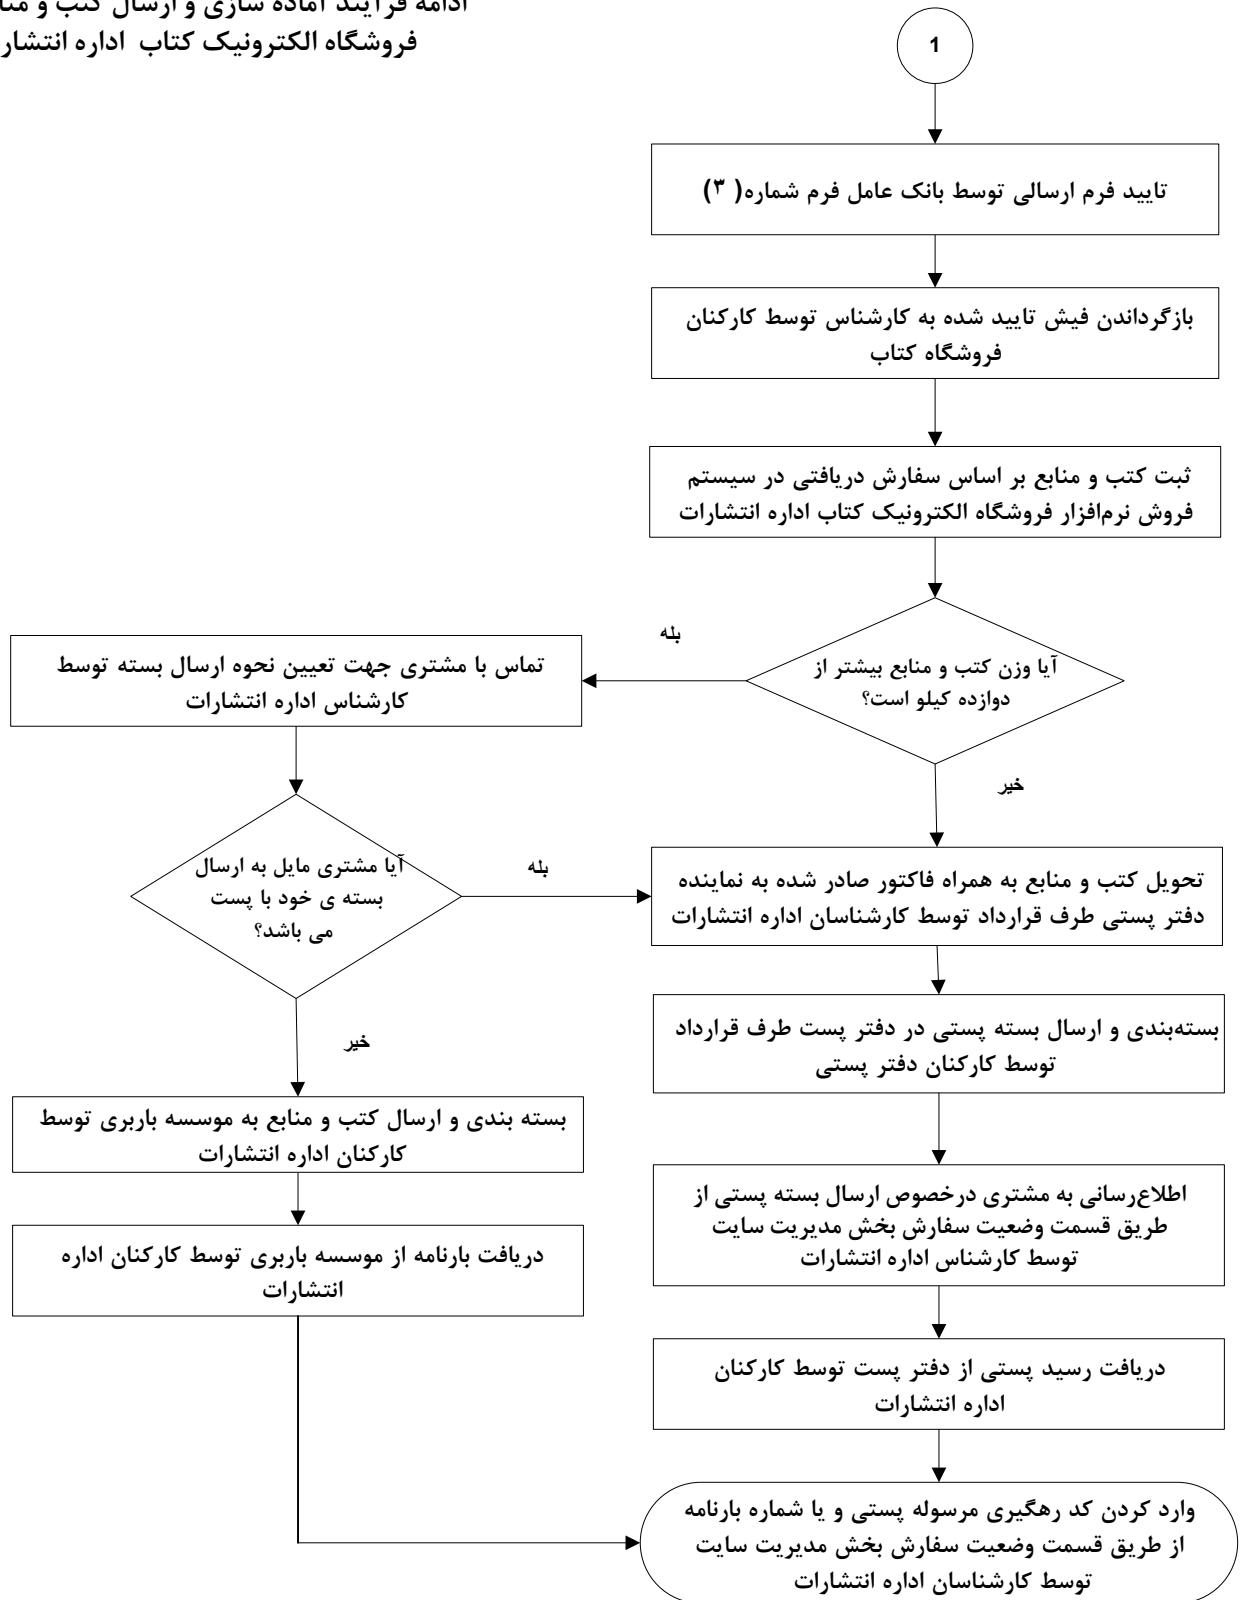 ادامه فرآیند آماده سازی و ارسال کتب و
فروشگاه الکترونیک کتاب اداره
1
تایید فرم ارسالی توسط بانک عامل فرم شماره( ۳)
بازگرداندن فیش تایید شده به کارشناس توسط کارکنان
فروشگاه کتاب
ثبت کتب و منابع بر اساس سفارش دریافتی در سیستم
فروش نرم‌افزار فروشگاه الکترونیک کتاب اداره انتشارات
آیا وزن کتب و منابع بیشتر از
دوازده کیلو است؟
بله
تماس با مشتری جهت تعیین نحوه ارسال بسته توسط
کارشناس اداره انتشارات
خیر
آیا مشتری مایل به ارسال
بسته ی خود با پست
می باشد؟
بله
تحویل کتب و منابع به همراه فاکتور صادر شده به نماینده
دفتر پستی طرف قرارداد توسط کارشناسان اداره انتشارات
بسته‌بندی و ارسال بسته پستی در دفتر پست طرف قرارداد
توسط کارکنان دفتر پستی
خیر
بسته بندی و ارسال کتب و منابع به موسسه باربری توسط
کارکنان اداره انتشارات
اطلاع‌رسانی به مشتری درخصوص ارسال بسته پستی از
طریق قسمت وضعیت سفارش بخش مدیریت سایت
توسط کارشناس اداره انتشارات
دریافت بارنامه از موسسه باربری توسط کارکنان اداره
انتشارات
دریافت رسید پستی از دفتر پست توسط کارکنان
اداره انتشارات
وارد کردن کد رهگیری مرسوله پستی و یا شماره بارنامه
از طریق قسمت وضعیت سفارش بخش مدیریت سایت
توسط کارشناسان اداره انتشارات